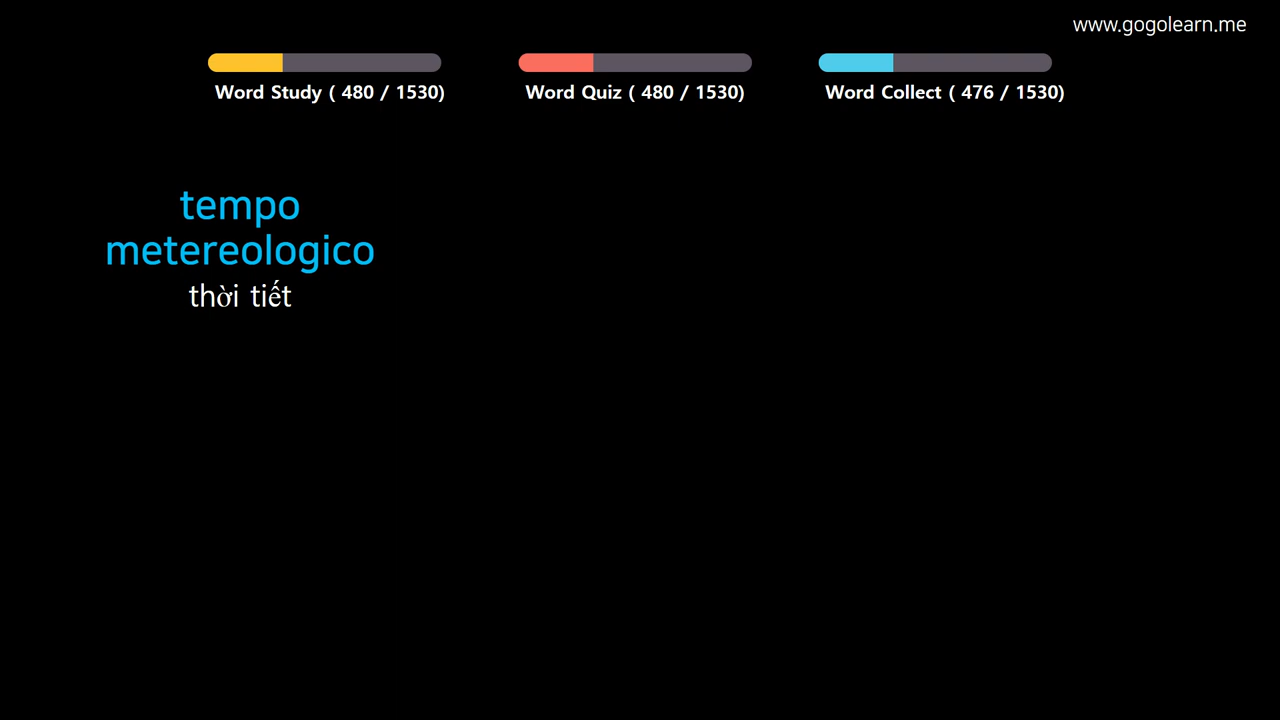 www.gogolearn.me
Word Study ( 480 / 1530)
Word Quiz ( 480 / 1530)
Word Collect ( 476 / 1530)
tempo
metereologico
thời tiết